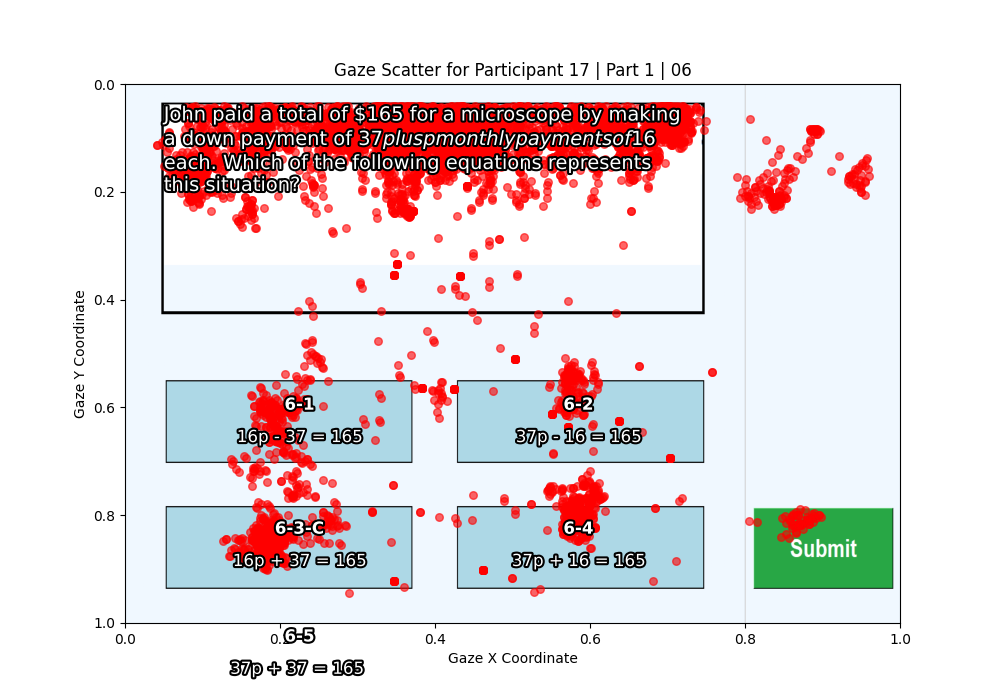 Gaze Scatter for Participant 17 | Part 1 | 06
John paid a total of $165 for a microscope by making
a down payment of 37pluspmonthlypaymentsof16
each. Which of the following equations represents
this situation?
6-1
16p - 37 = 165
6-2
37p - 16 = 165
6-3-C
16p + 37 = 165
6-4
37p + 16 = 165
Submit
6-5
37p + 37 = 165
Gaze Y Coordinate
0.0
0.2
0.4
0.6
0.8
1.0
0.0 0.2 0.4 0.6 0.8 1.0
Gaze X Coordinate